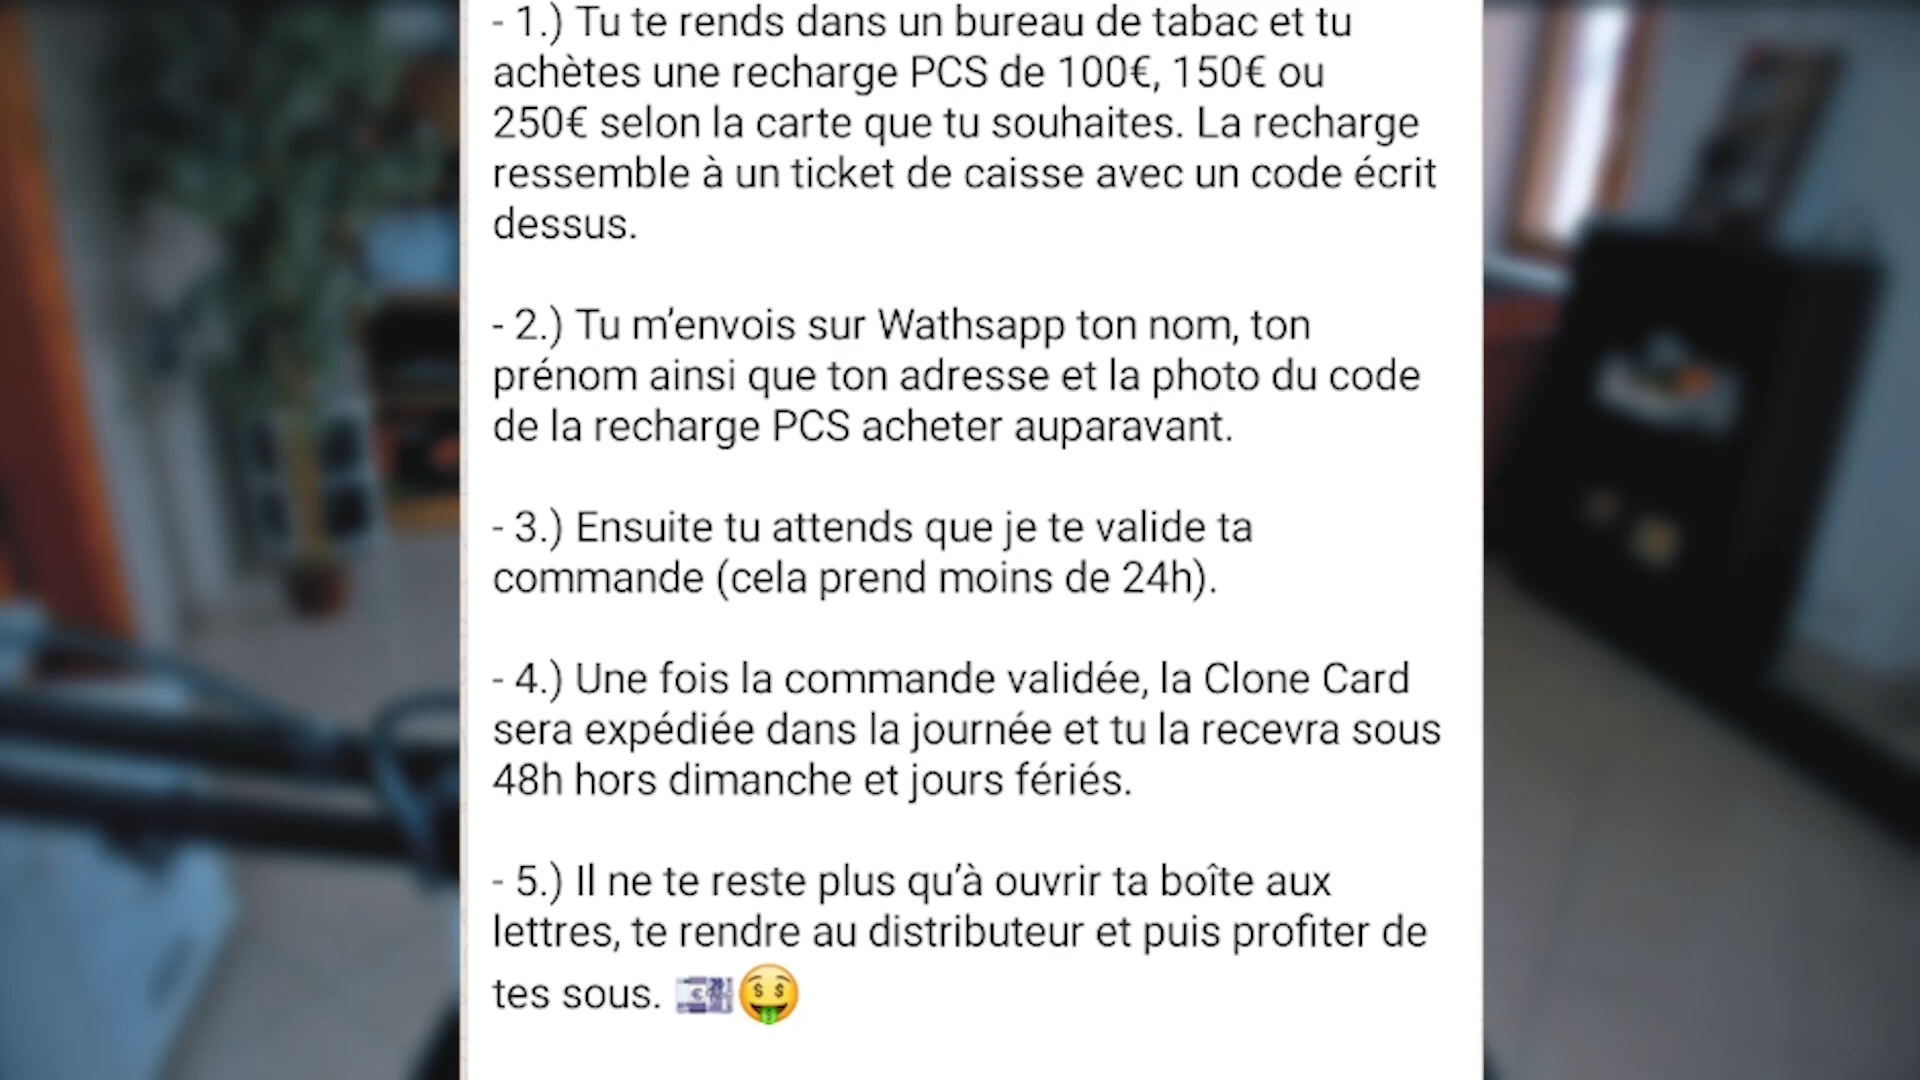 - 1.) Tu te rends dans un bureau de tabac et tu
achètes une recharge PCS de 100€, 150€ ou
250€ selon la carte que tu souhaites. La recharge
ressemble à un ticket de caisse avec un code écrit
dessus.
- 2.) Tu m'envois sur Wathsapp ton nom, ton
prénom ainsi que ton adresse et la photo du code
de la recharge PCS acheter auparavant.
- 3.) Ensuite tu attends que je te valide ta
commande (cela prend moins de 24h).
- 4.) Une fois la commande validée, la Clone Card
sera expédiée dans la journée et tu la recevra sous
48h hors dimanche et jours fériés.
- 5.) Il ne te reste plus qu'à ouvrir ta boîte aux
lettres, te rendre au distributeur et puis profiter de
tes sous. 💶🤑